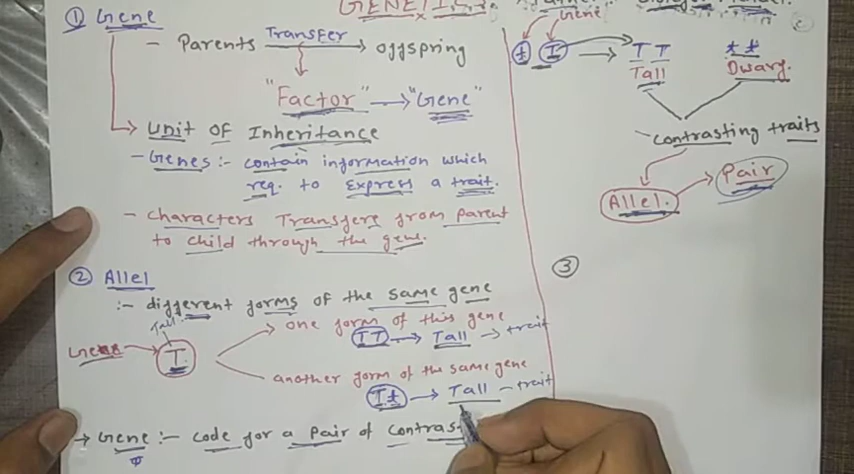 GENETICS
① Gene
- Parents Transfer → offspring
"Factor" → "Gene"
→ unit of Inheritance
- Genes :- contain information which
req. to express a trait.
- characters Transfere from parent
to child through the gene.
② Allel
:- different forms of the same gene
Tall
T
one form of this gene
TT → Tall → trait
another form of the same gene
Tt → Tall - trait
→ Gene :- code for a pair of contras
Gene
t T → TT
Tall
tt
Dwarf.
- contrasting traits
Allel. → Pair
③